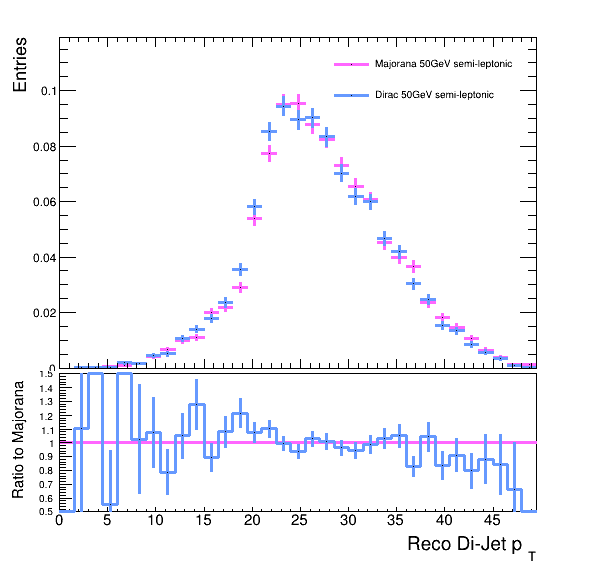 Entries
Majorana 50GeV semi-leptonic
Dirac 50GeV semi-leptonic
0.1
0.08
0.06
0.04
0.02
0
Ratio to Majorana
1.5
1.4
1.3
1.2
1.1
1
0.9
0.8
0.7
0.6
0.5
0 5 10 15 20 25 30 35 40 45
Reco Di-Jet p T